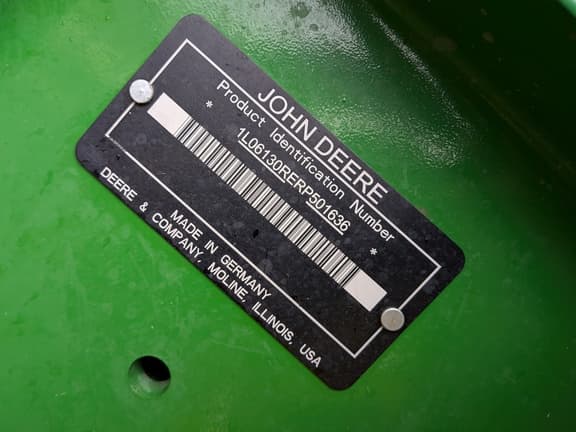 JOHN DEERE
Product Identification Number
1L06130RERP501636
* *
MADE IN GERMANY
DEERE & COMPANY, MOLINE, ILLINOIS, USA